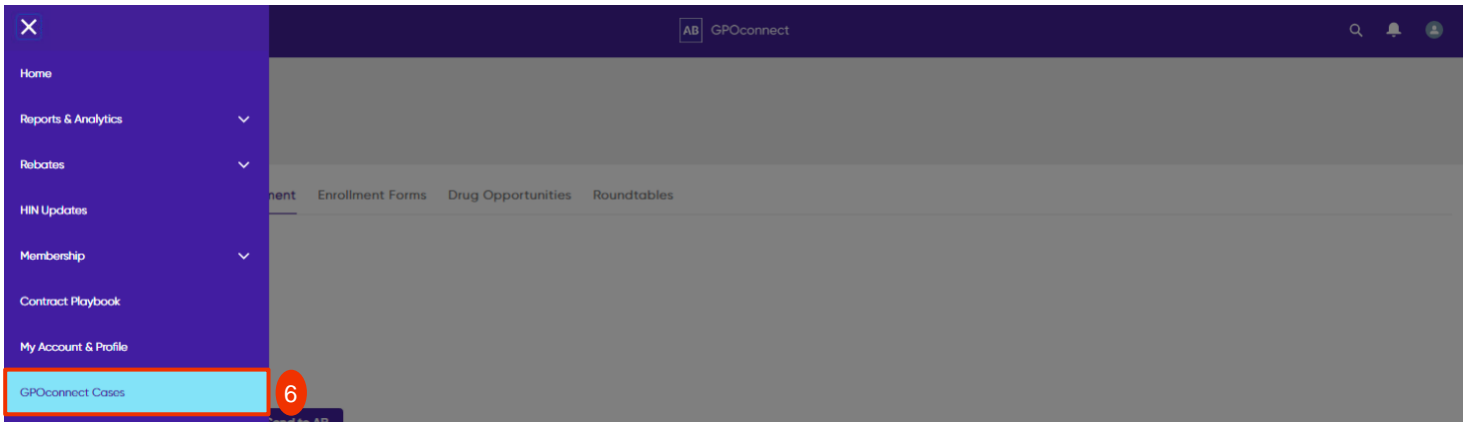 AB GPOconnect
Home
Reports & Analytics
Rebates
HIN Updates
Membership
Contract Playbook
My Account & Profile
GPOconnect Cases
6
Enrollment Forms Drug Opportunities Roundtables